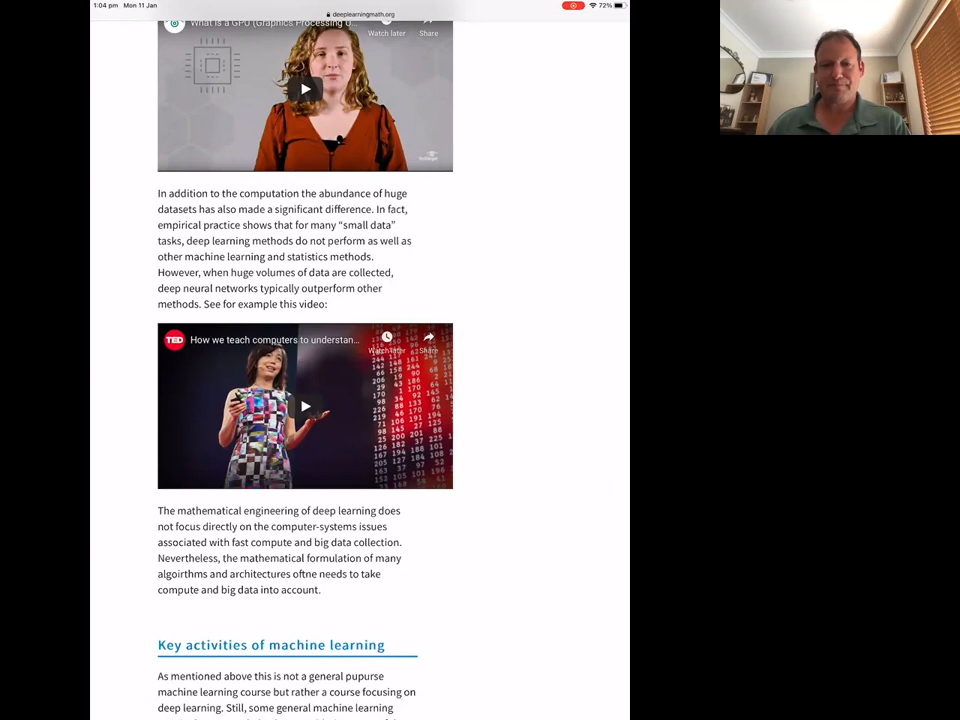 1:04 pm Mon 11 Jan
deeplearningmath.org
72%
What is a GPU (Graphics Processing U...
Watch later
Share
In addition to the computation the abundance of huge
datasets has also made a significant difference. In fact,
empirical practice shows that for many “small data”
tasks, deep learning methods do not perform as well as
other machine learning and statistics methods.
However, when huge volumes of data are collected,
deep neural networks typically outperform other
methods. See for example this video:
TED
How we teach computers to understan...
Watch later
Share
The mathematical engineering of deep learning does
not focus directly on the computer-systems issues
associated with fast compute and big data collection.
Nevertheless, the mathematical formulation of many
algoirthms and architectures oftne needs to take
compute and big data into account.
Key activities of machine learning
As mentioned above this is not a general pupurse
machine learning course but rather a course focusing on
deep learning. Still, some general machine learning